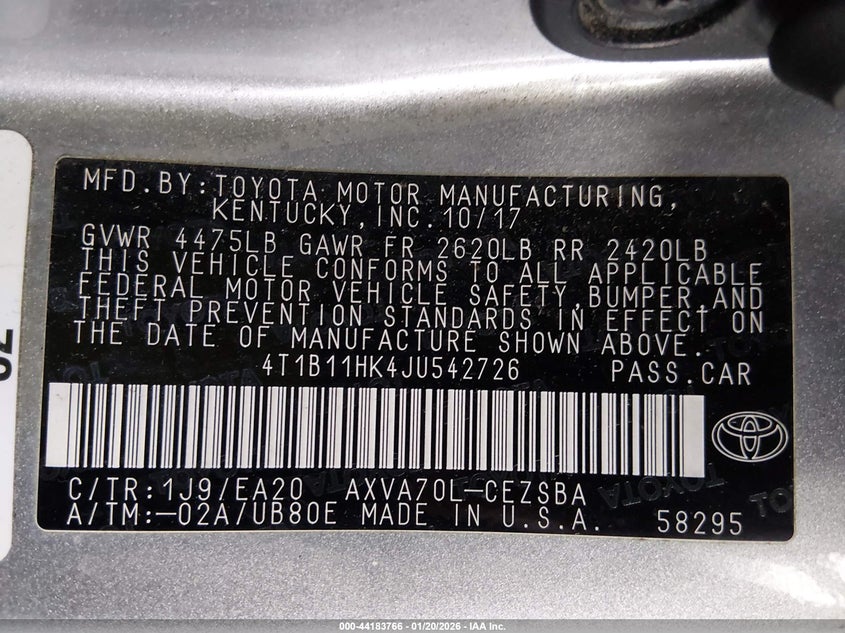 MFD.BY:TOYOTA MOTOR MANUFACTURING,
KENTUCKY,INC.10/17
GVWR 4475LB GAWR FR 2620LB RR 2420LB
THIS VEHICLE CONFORMS TO ALL APPLICABLE
FEDERAL MOTOR VEHICLE SAFETY,BUMPER,AND
THEFT PREVENTION STANDARDS IN EFFECT ON
THE DATE OF MANUFACTURE SHOWN ABOVE.
4T1B11HK4JU542726 PASS.CAR
C/TR:1J9/EA20 AXVA70L-CEZSBA
A/TM:-02A/UB80E MADE IN U.S.A. 58295
000-44183766 - 01/20/2026 - IAA Inc.